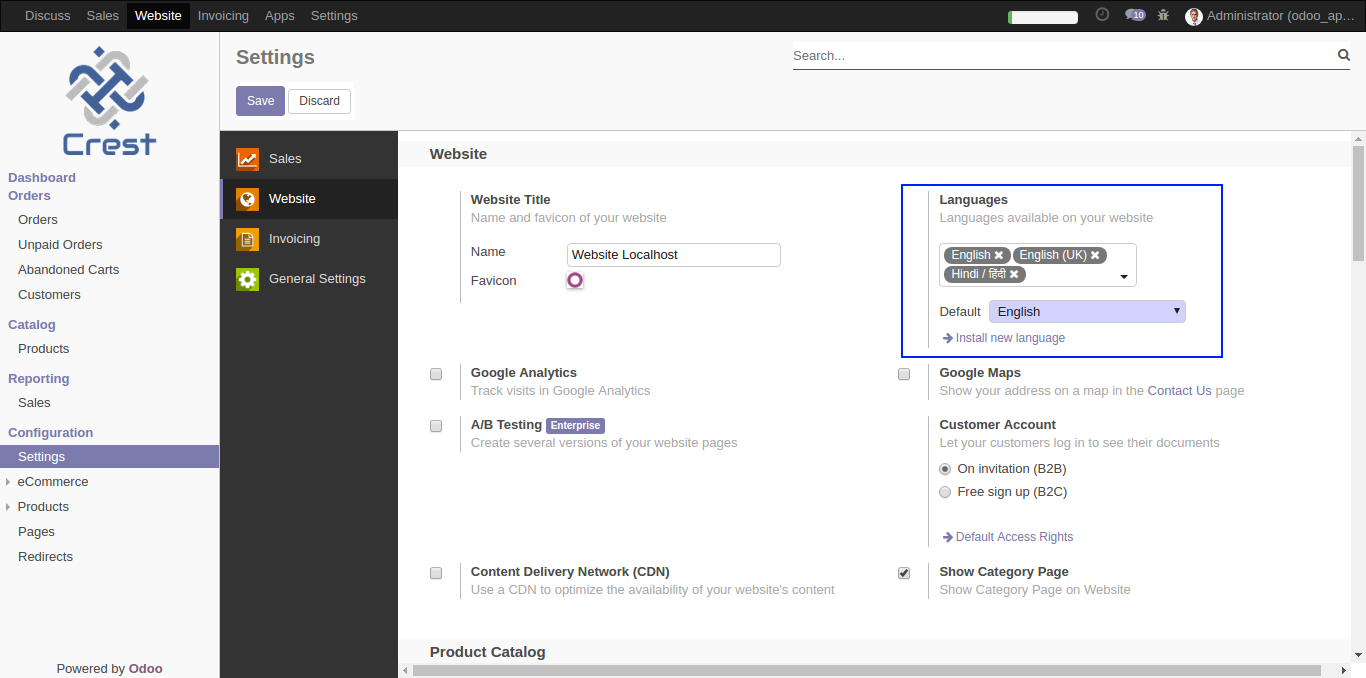 Discuss Sales Website Invoicing Apps Settings 10 Administrator (odoo_ap...
Crest
Dashboard
Orders
Orders
Unpaid Orders
Abandoned Carts
Customers
Catalog
Products
Reporting
Sales
Configuration
Settings
eCommerce
Products
Pages
Redirects
Powered by Odoo
Settings
Search...
Save Discard
Sales
Website
Invoicing
General Settings
Website
Website Title
Name and favicon of your website
Name Website Localhost
Favicon
Languages
Languages available on your website
English English (UK)
Hindi / हिंदी
Default English
Install new language
Google Analytics
Track visits in Google Analytics
Google Maps
Show your address on a map in the Contact Us page
A/B Testing Enterprise
Create several versions of your website pages
Customer Account
Let your customers log in to see their documents
On invitation (B2B)
Free sign up (B2C)
Default Access Rights
Content Delivery Network (CDN)
Use a CDN to optimize the availability of your website's content
Show Category Page
Show Category Page on Website
Product Catalog